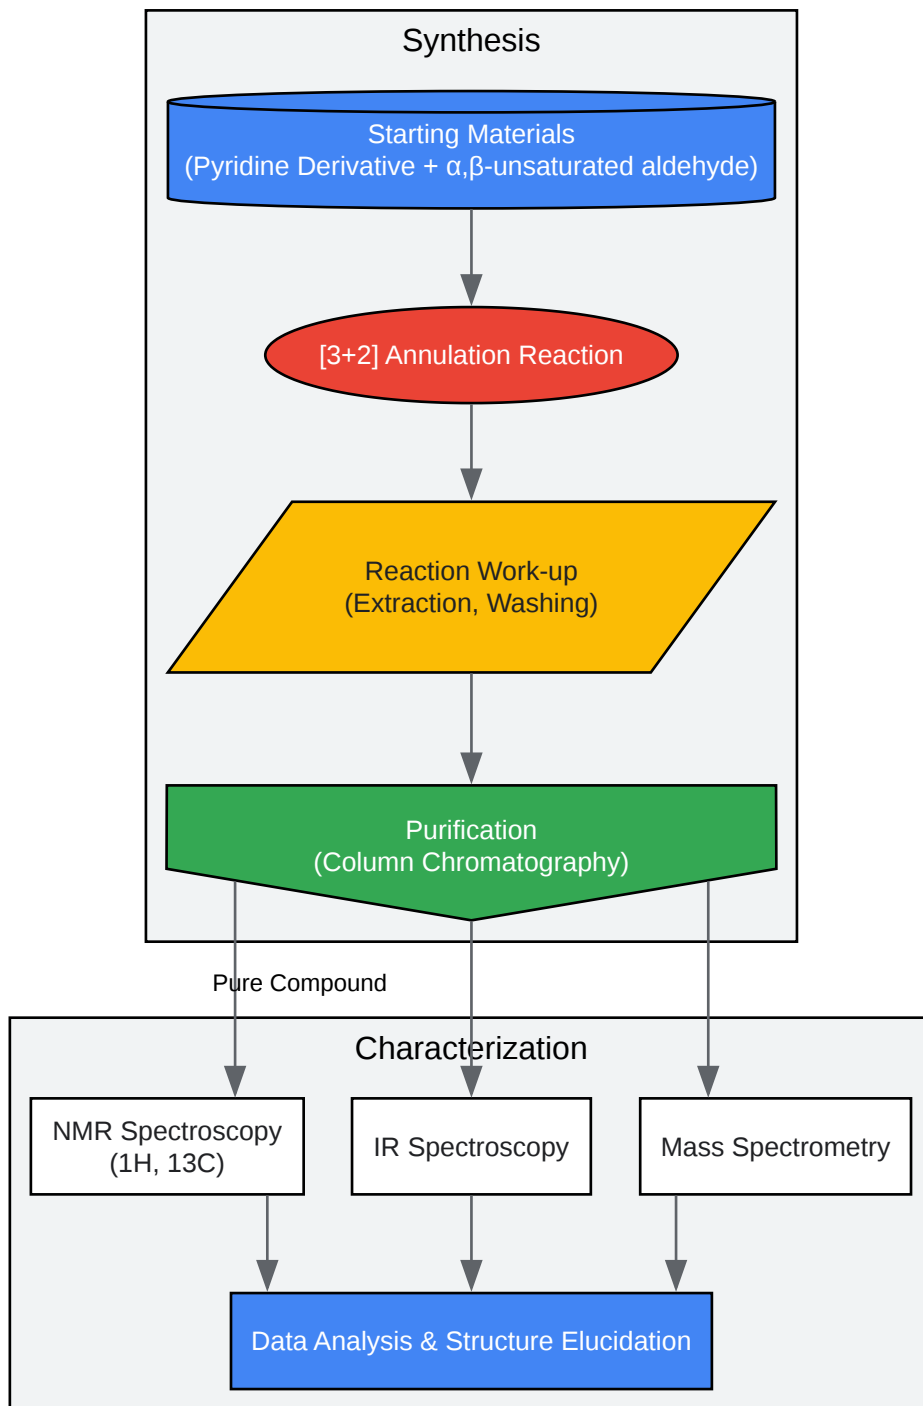 Synthesis
Starting Materials
(Pyridine Derivative + α,β-unsaturated aldehyde)
[3+2] Annulation Reaction
Reaction Work-up
(Extraction, Washing)
Purification
(Column Chromatography)
Pure Compound
Characterization
NMR Spectroscopy
(1H, 13C)
IR Spectroscopy
Mass Spectrometry
Data Analysis & Structure Elucidation